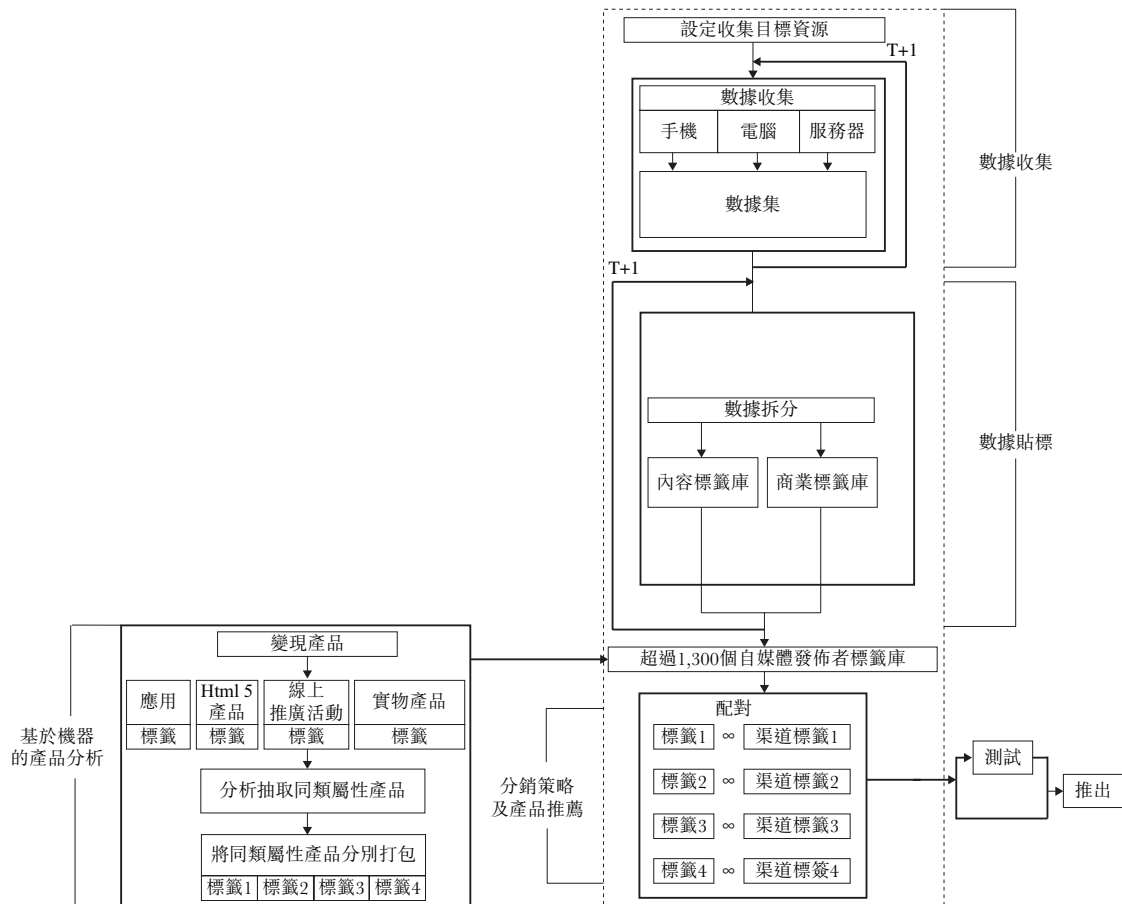 設定收集目標資源
T+1
數據收集
手機
電腦
服務器
數據集
數據收集
T+1
數據拆分
內容標籤庫
商業標籤庫
數據貼標
超過1,300個自媒體發佈者標籤庫
變現產品
應用
標籤
Html 5
產品
標籤
線上
推廣活動
標籤
實物產品
標籤
分析抽取同類屬性產品
將同類屬性產品分別打包
標籤1
標籤2
標籤3
標籤4
基於機器
的產品分析
配對
標籤1 ∞ 渠道標籤1
標籤2 ∞ 渠道標籤2
標籤3 ∞ 渠道標籤3
標籤4 ∞ 渠道標簽4
分銷策略
及產品推薦
測試
推出